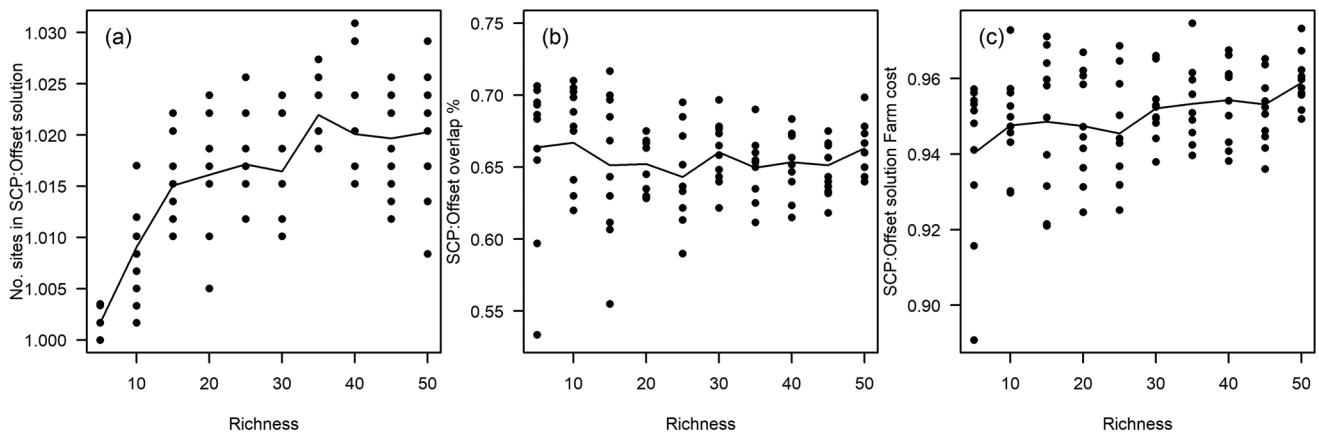 (a)
No. sites in SCP:Offset solution
1.030
1.025
1.020
1.015
1.010
1.005
1.000
10 20 30 40 50
Richness
(b)
SCP:Offset overlap %
0.75
0.70
0.65
0.60
0.55
10 20 30 40 50
Richness
(c)
SCP:Offset solution Farm cost
0.96
0.94
0.92
0.90
10 20 30 40 50
Richness